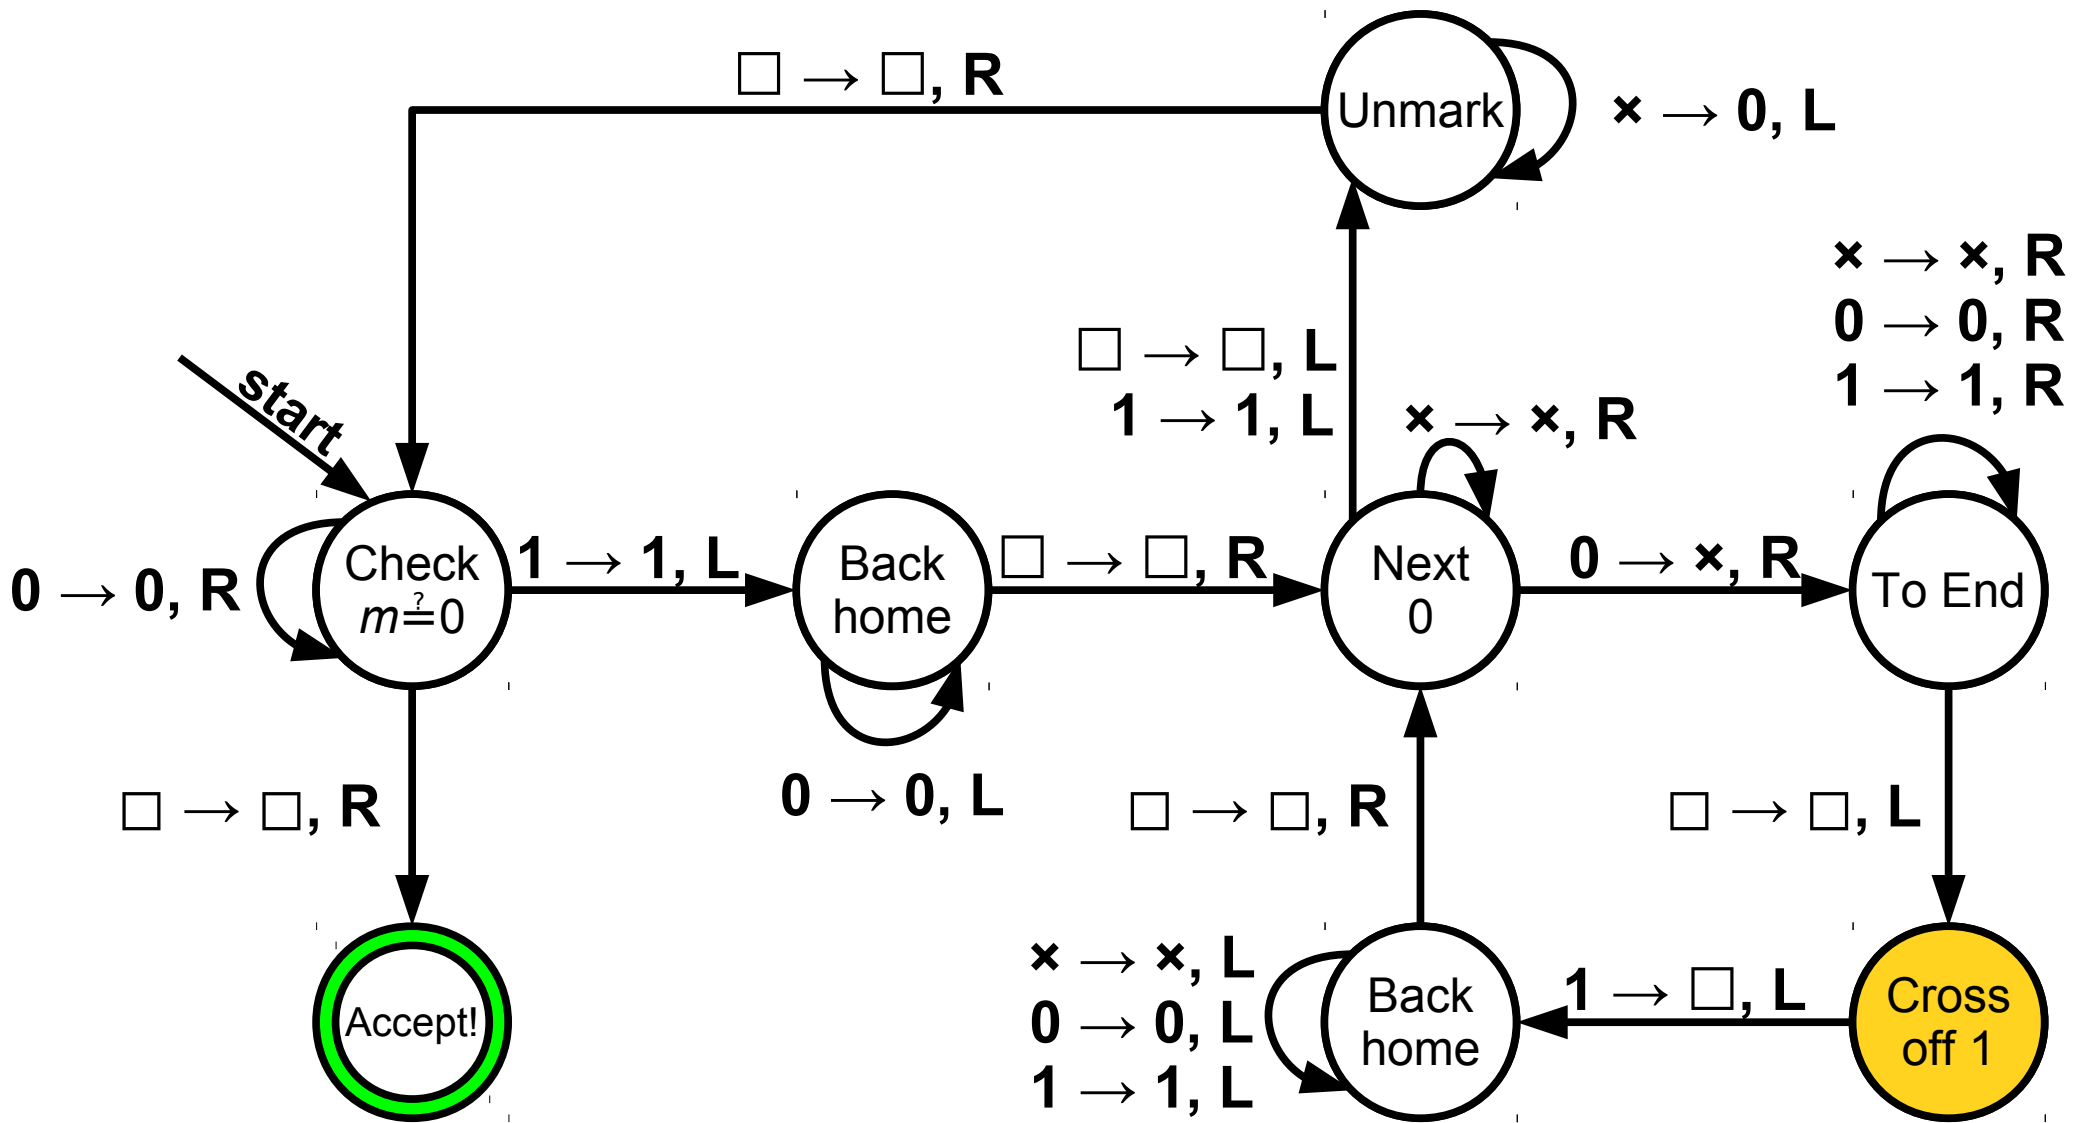 □ → □, R
Unmark
× → 0, L
× → ×, R
0 → 0, R
1 → 1, R
□ → □, L
1 → 1, L
× → ×, R
start
0 → 0, R
Check
m≟0
1 → 1, L
Back
home
0 → 0, L
□ → □, R
Next
0
0 → ×, R
To End
□ → □, R
Accept!
□ → □, R
□ → □, L
× → ×, L
0 → 0, L
1 → 1, L
Back
home
1 → □, L
Cross
off 1